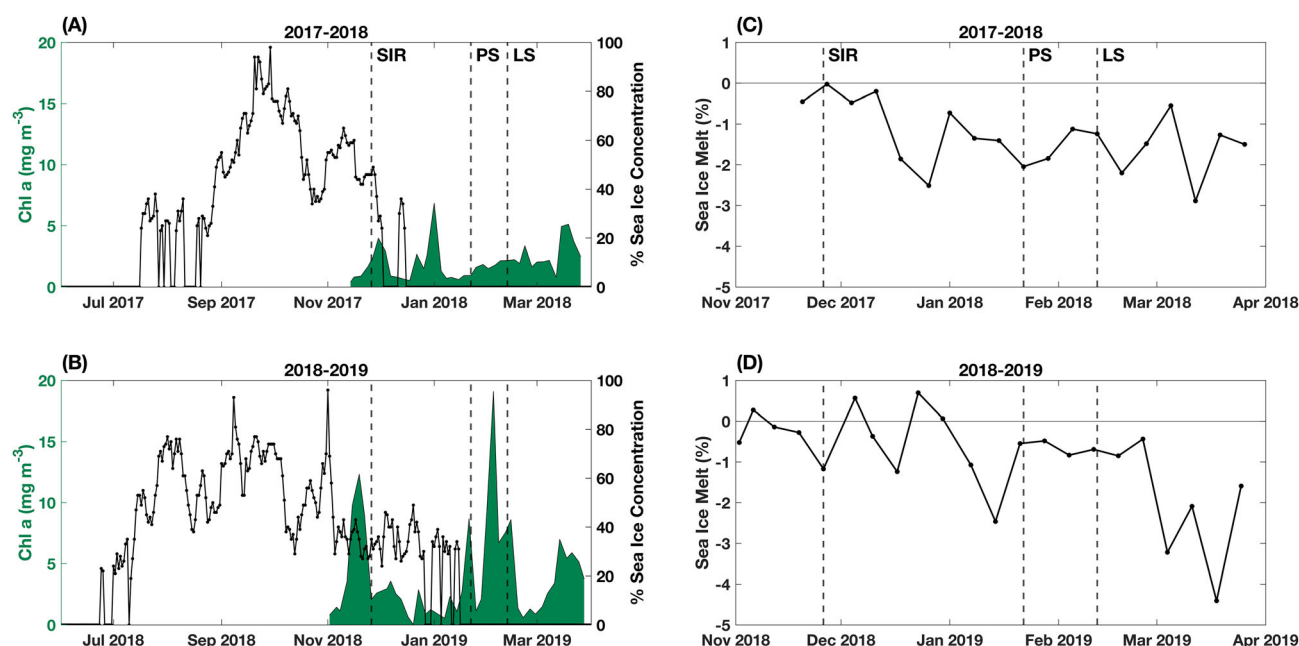 (A)
2017-2018
SIR PS LS
Chl a (mg m-3)
20
15
10
5
0
% Sea Ice Concentration
100
80
60
40
20
0
Jul 2017 Sep 2017 Nov 2017 Jan 2018 Mar 2018
(C)
2017-2018
SIR PS LS
Sea Ice Melt (%)
1
0
-1
-2
-3
-4
-5
Nov 2017 Dec 2017 Jan 2018 Feb 2018 Mar 2018 Apr 2018
(B)
2018-2019
Chl a (mg m-3)
20
15
10
5
0
% Sea Ice Concentration
100
80
60
40
20
0
Jul 2018 Sep 2018 Nov 2018 Jan 2019 Mar 2019
(D)
2018-2019
Sea Ice Melt (%)
1
0
-1
-2
-3
-4
-5
Nov 2018 Dec 2018 Jan 2019 Feb 2019 Mar 2019 Apr 2019